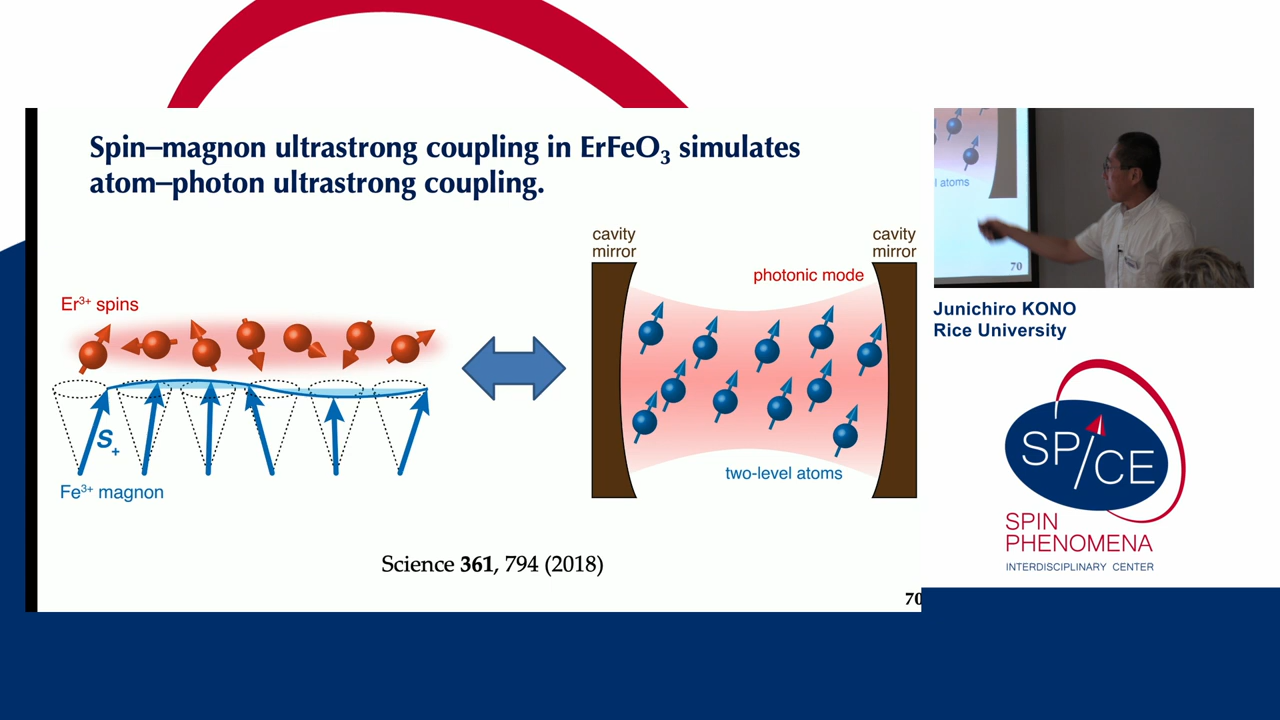 Spin–magnon ultrastrong coupling in ErFeO₃ simulates
atom–photon ultrastrong coupling.
Er³⁺ spins
S₊
Fe³⁺ magnon
cavity
mirror
cavity
mirror
photonic mode
two-level atoms
Science 361, 794 (2018)
70
l atoms
70
Junichiro KONO
Rice University
SPICE
SPIN
PHENOMENA
INTERDISCIPLINARY CENTER